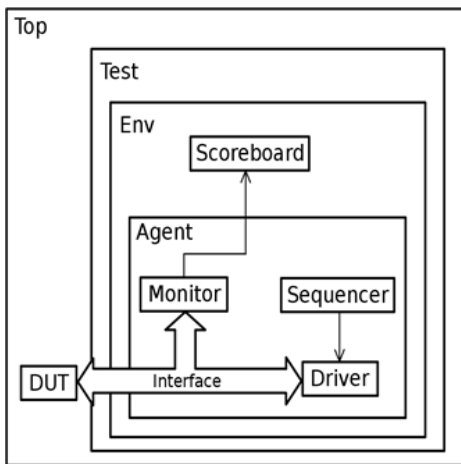 Top
Test
Env
Scoreboard
Agent
Monitor
Sequencer
DUT
Interface
Driver